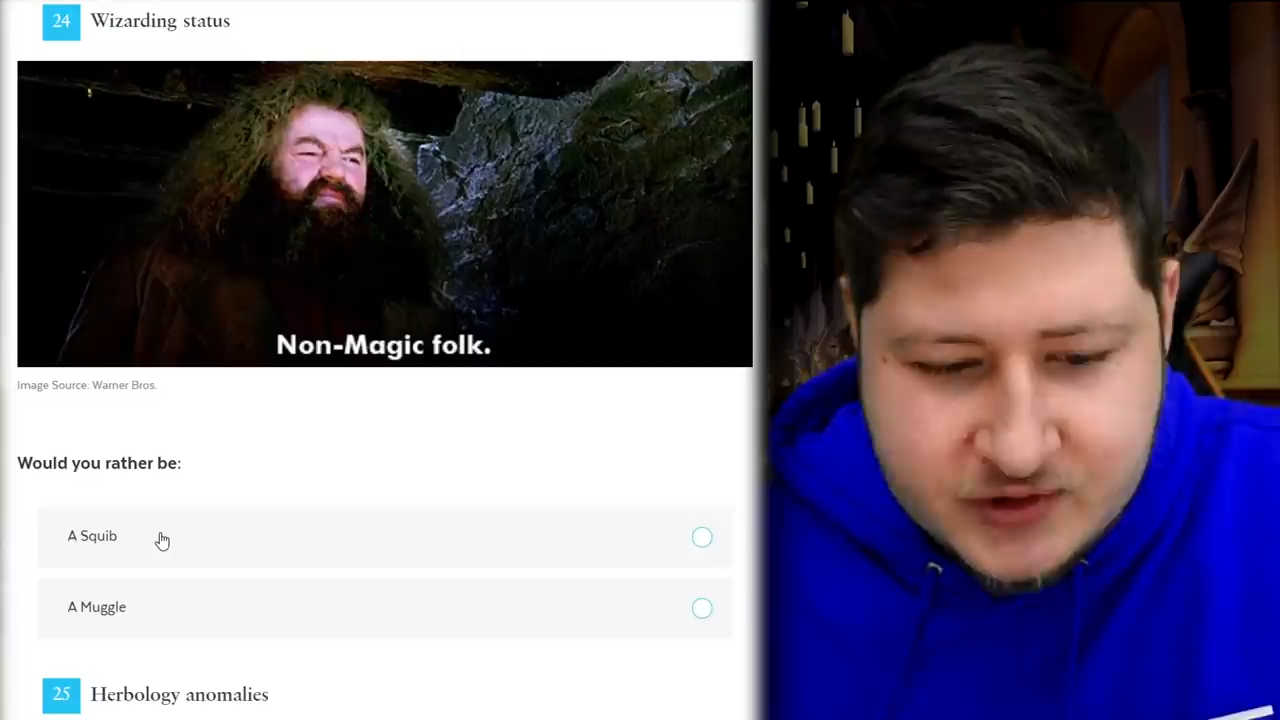 24 Wizarding status
Non-Magic folk.
Image Source: Warner Bros.
Would you rather be:
A Squib
A Muggle
25 Herbology anomalies